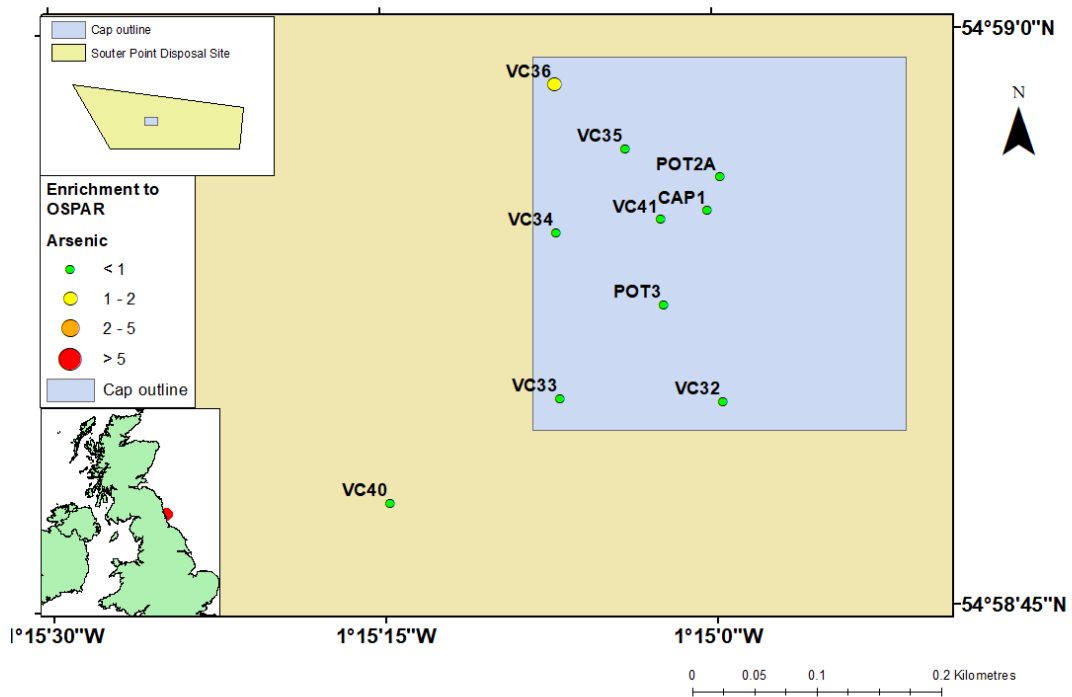 Cap outline
Souter Point Disposal Site
Enrichment to
OSPAR
Arsenic
< 1
1 - 2
2 - 5
> 5
Cap outline
VC36
VC35
POT2A
CAP1
VC41
VC34
POT3
VC33
VC32
VC40
54°59'0"N
N
54°58'45"N
1°15'30"W
1°15'15"W
1°15'0"W
0 0.05 0.1 0.2 Kilometres